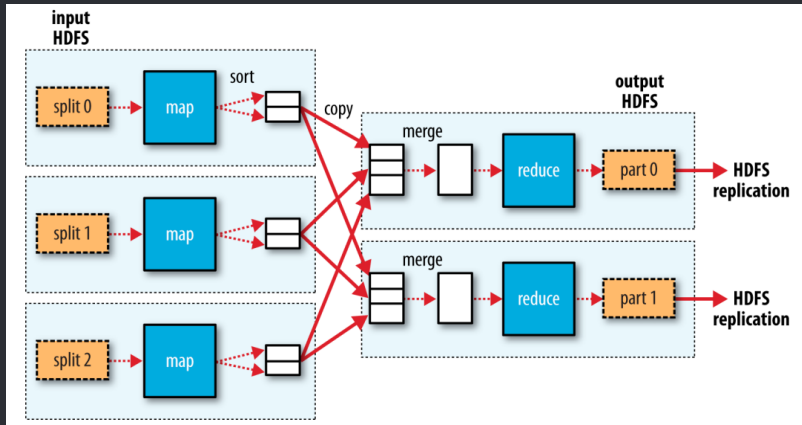 input
HDFS
split 0
map
sort
copy
split 1
map
split 2
map
output
HDFS
merge
reduce
part 0
HDFS
replication
merge
reduce
part 1
HDFS
replication